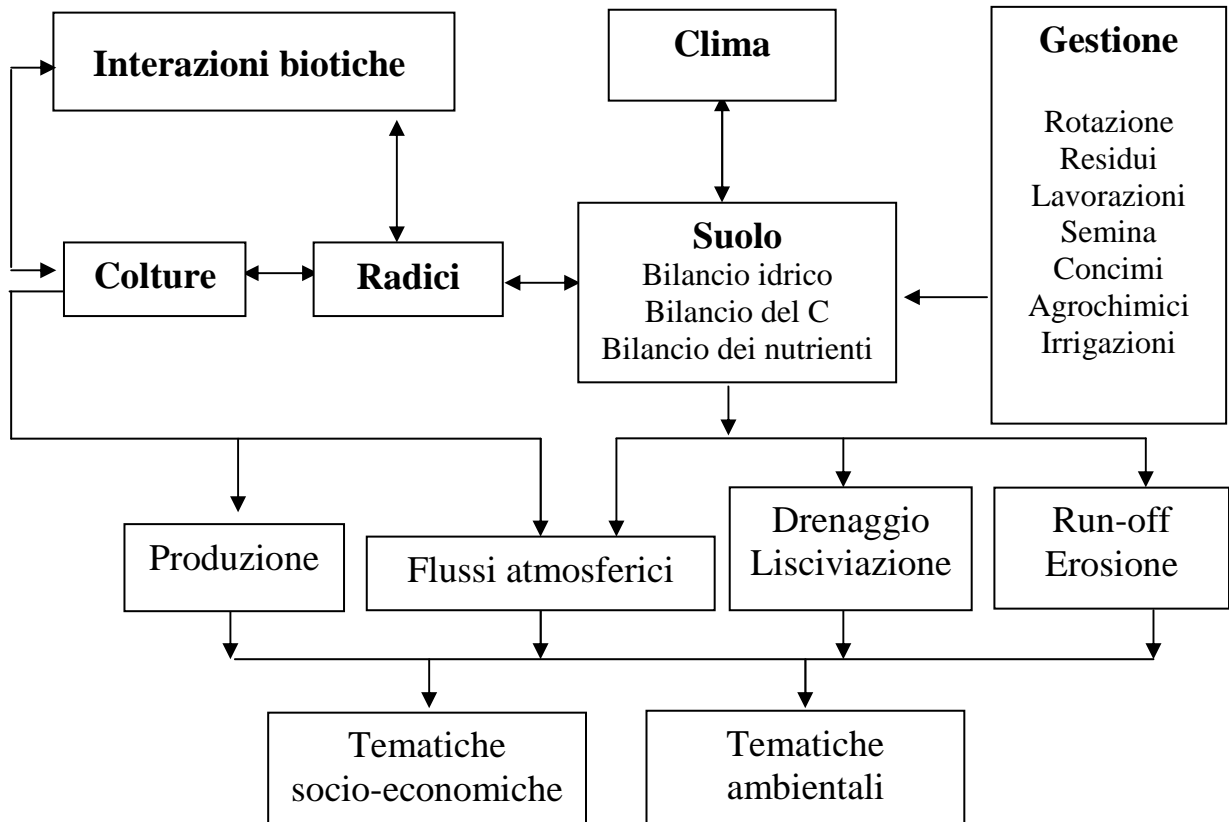 Interazioni biotiche
Clima
Gestione
Rotazione
Residui
Lavorazioni
Semina
Concimi
Agrochimici
Irrigazioni
Colture
Radici
Suolo
Bilancio idrico
Bilancio del C
Bilancio dei nutrienti
Produzione
Flussi atmosferici
Drenaggio
Lisciviazione
Run-off
Erosione
Tematiche
socio-economiche
Tematiche
ambientali